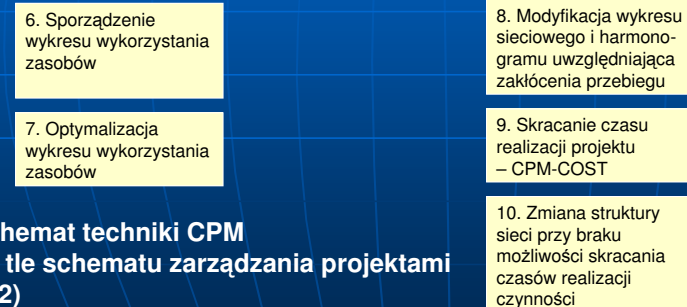 6. Sporządzenie
wykresu wykorzystania
zasobów
7. Optymalizacja
wykresu wykorzystania
zasobów
hemat techniki CPM
tle schematu zarządzania projektami
2)
8. Modyfikacja wykresu
sieciowego i harmono-
gramu uwzględniająca
zakłócenia przebiegu
9. Skracanie czasu
realizacji projektu
– CPM-COST
10. Zmiana struktury
sieci przy braku
możliwości skracania
czasów realizacji
czynności